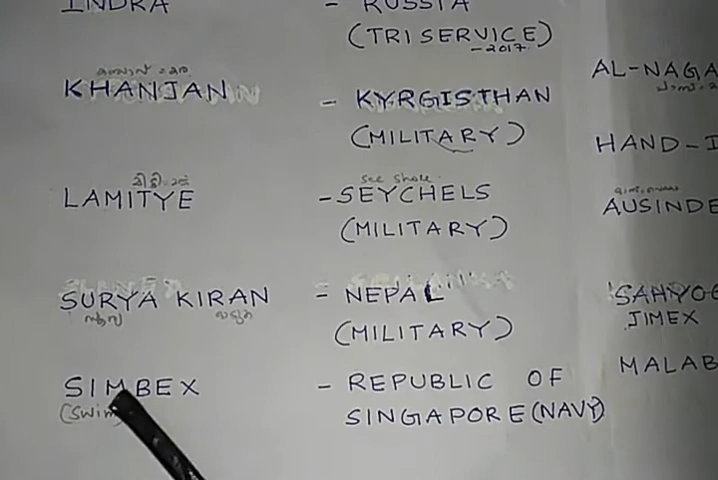 INDRA - RUSSIA
(TRISERVICE)
-2017.
KHANJAN - KYRGISTHAN
(MILITARY)
LAMITYE - SEYCHELS
see shore
(MILITARY)
SURYA KIRAN - NEPAL
(MILITARY)
SIMBEX - REPUBLIC OF
(Swim
SINGAPORE (NAVY)
AL-NAGA
HAND-I
AUSINDE
SAHYOG
JIMEX
MALAB